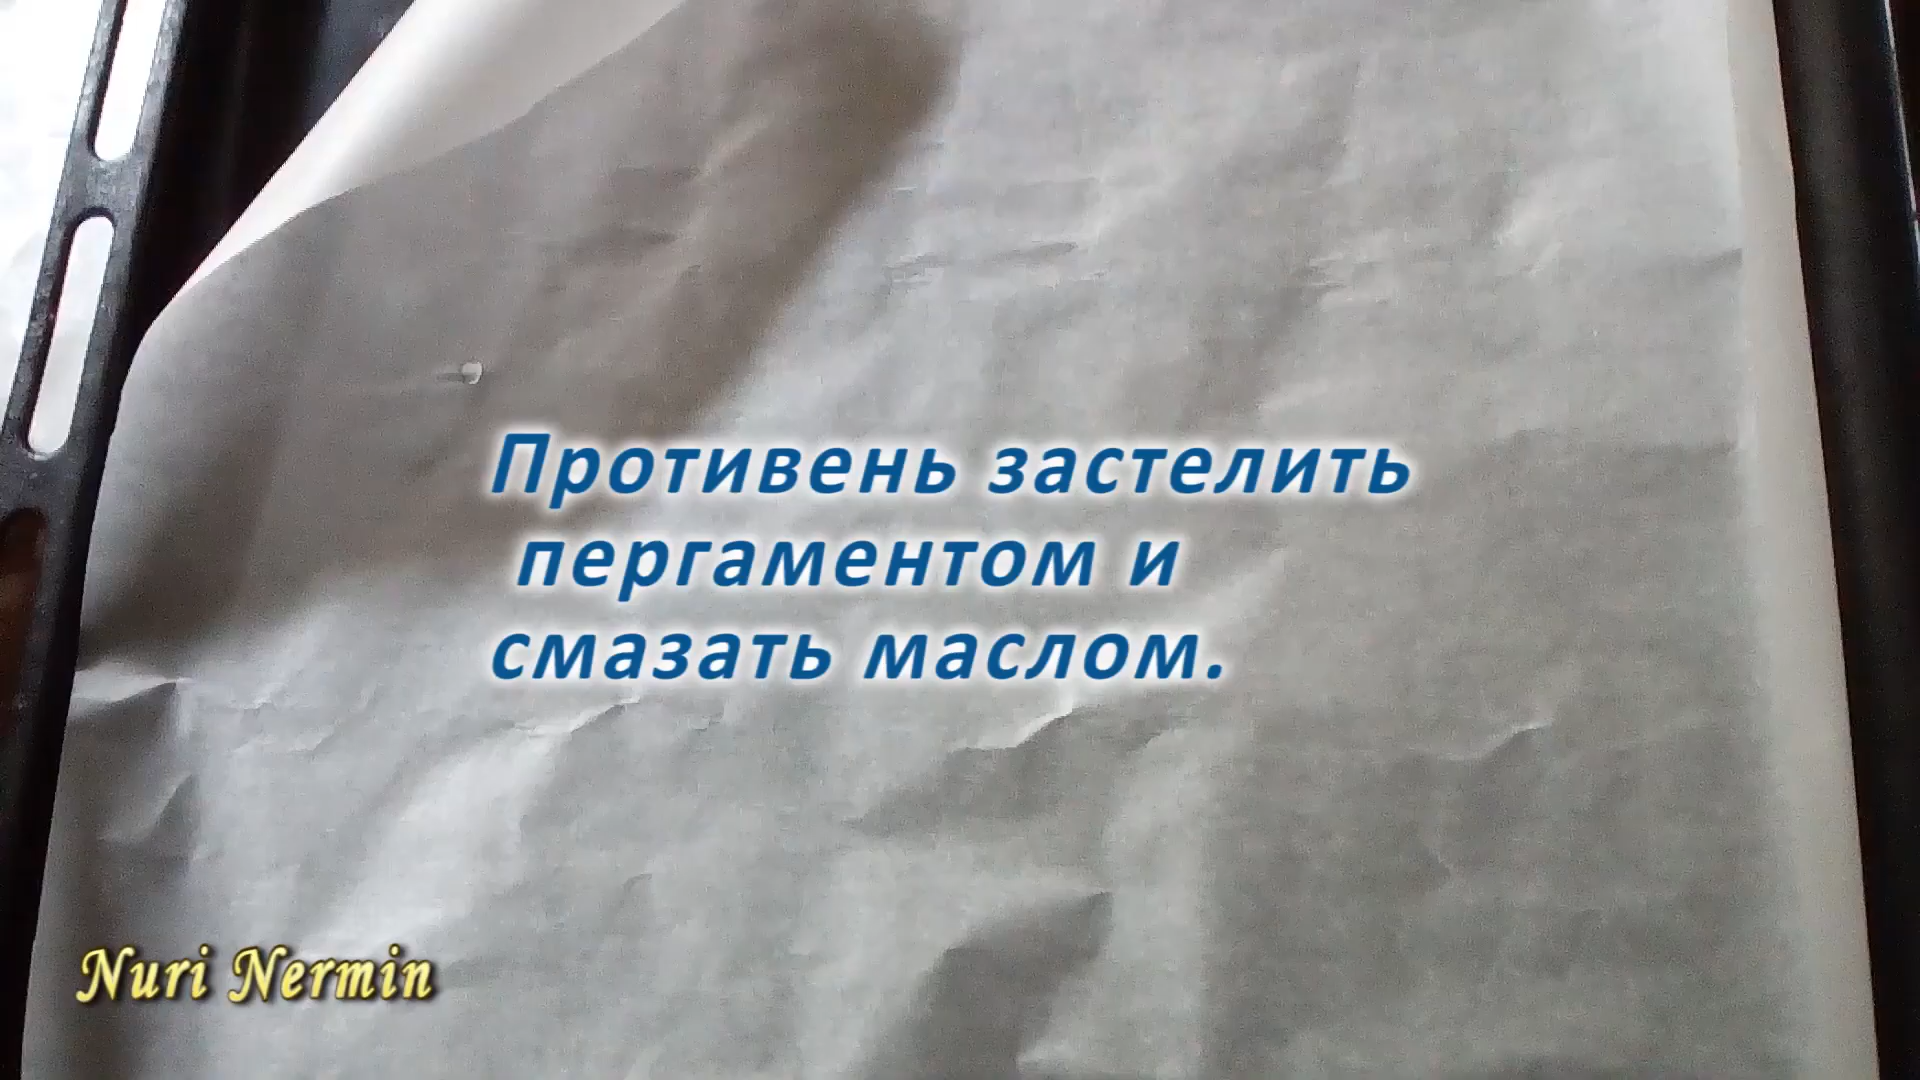 Противень застелить
пергаментом и
смазать маслом.
Nuri Nermin